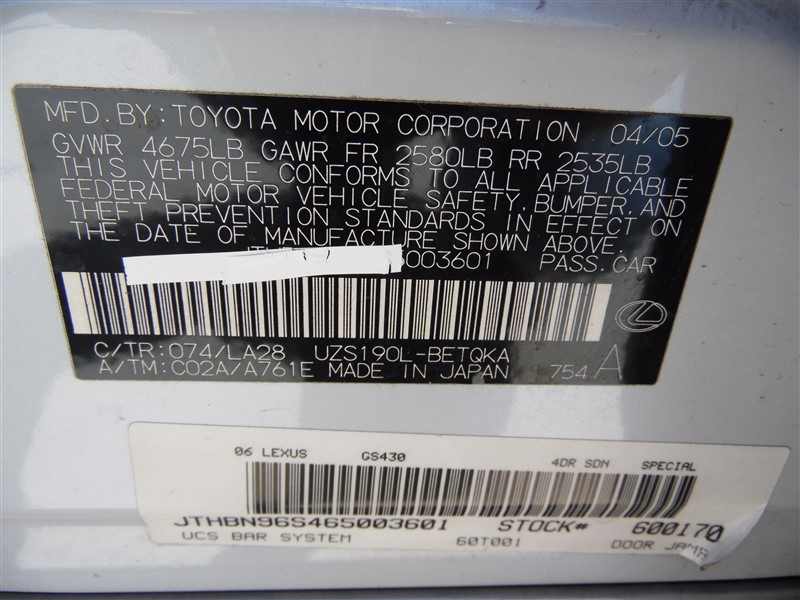 MFD. BY: TOYOTA MOTOR CORPORATION 04/05
GVWR 4675LB GAWR FR 2580LB RR 2535LB
THIS VEHICLE CONFORMS TO ALL APPLICABLE
FEDERAL MOTOR VEHICLE SAFETY, BUMPER, AND
THEFT PREVENTION STANDARDS IN EFFECT ON
THE DATE OF MANUFACTURE SHOWN ABOVE.
003601 PASS. CAR
C/TR: 074/LA28 UZS190L-BETQKA
A/TM: C02A/A761E MADE IN JAPAN 754 A
06 LEXUS GS430 4DR SDN SPECIAL
JTHBN96S465003601 STOCK# 600170
UCS BAR SYSTEM 60T001 DOOR JAMB